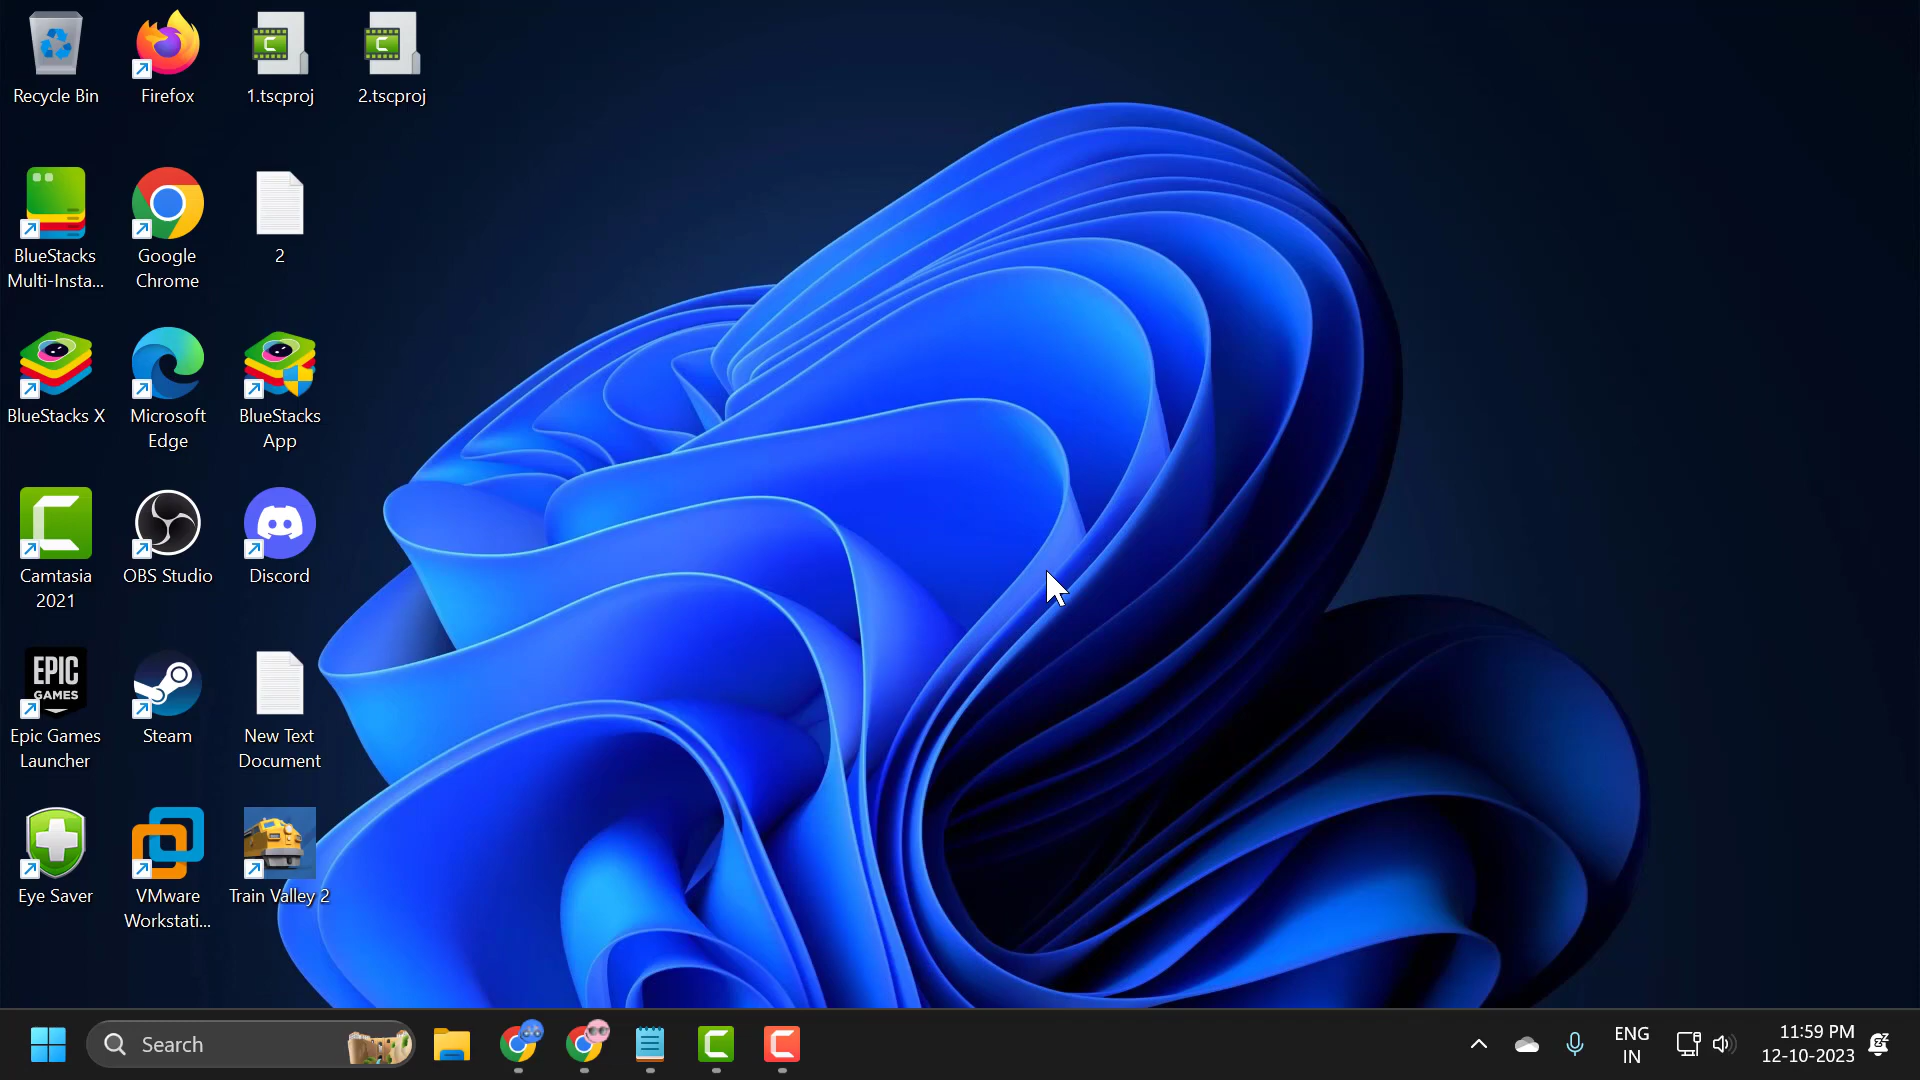 Recycle Bin
Firefox
1.tscproj
2.tscproj
BlueStacks
Multi-Insta...
Google
Chrome
2
BlueStacks X
Microsoft
Edge
BlueStacks
App
Camtasia
2021
OBS Studio
Discord
EPIC
GAMES
Epic Games
Launcher
Steam
New Text
Document
Eye Saver
VMware
Workstati...
Train Valley 2
Search
ENG
IN
11:59 PM
12-10-2023